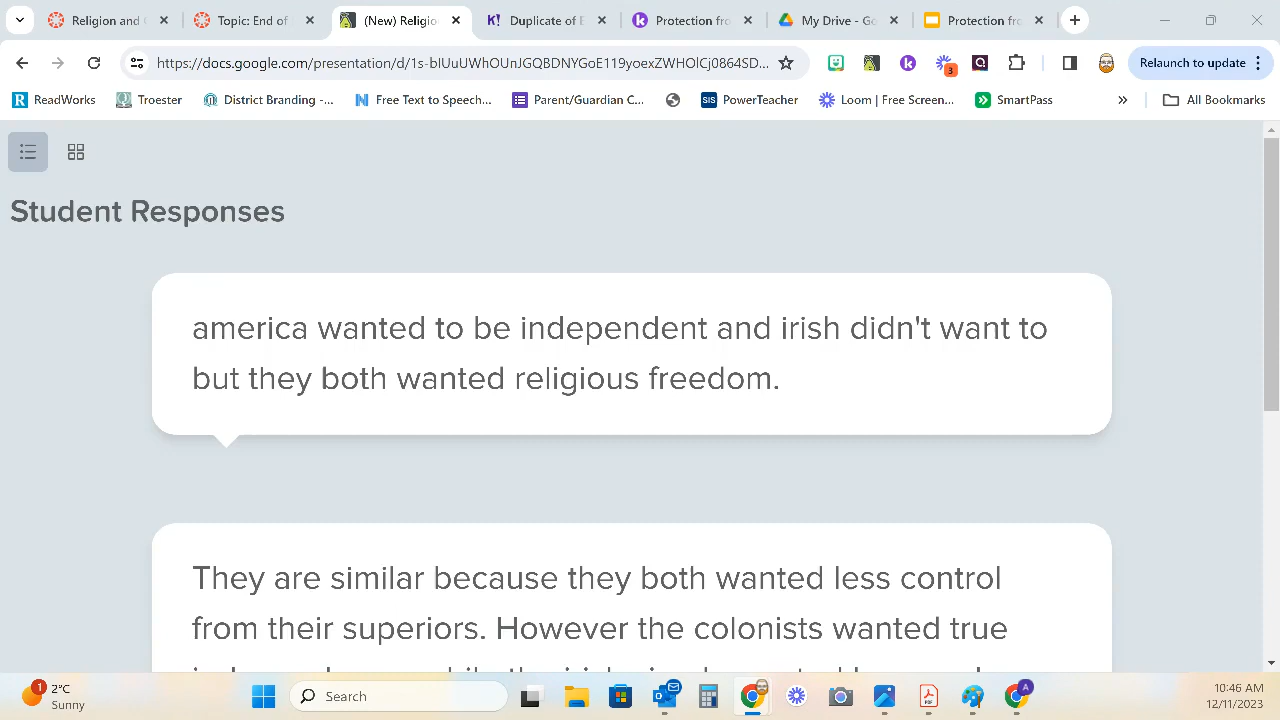 Religion and
Topic: End of
(New) Religio
K! Duplicate of
Protection fro
My Drive - Go
Protection fro
https://docs.google.com/presentation/d/1s-
ReadWorks
Troester
District Branding -...
Free Text to Speech...
Parent/Guardian C...
SIS PowerTeacher
Loom | Free Screen...
SmartPass
»
All Bookmarks
Relaunch to update
3
Student Responses
america wanted to be independent and irish didn't want to
but they both wanted religious freedom.
They are similar because they both wanted less control
from their superiors. However the colonists wanted true
1
2°C
Sunny
Search
10:46 AM
12/11/2023